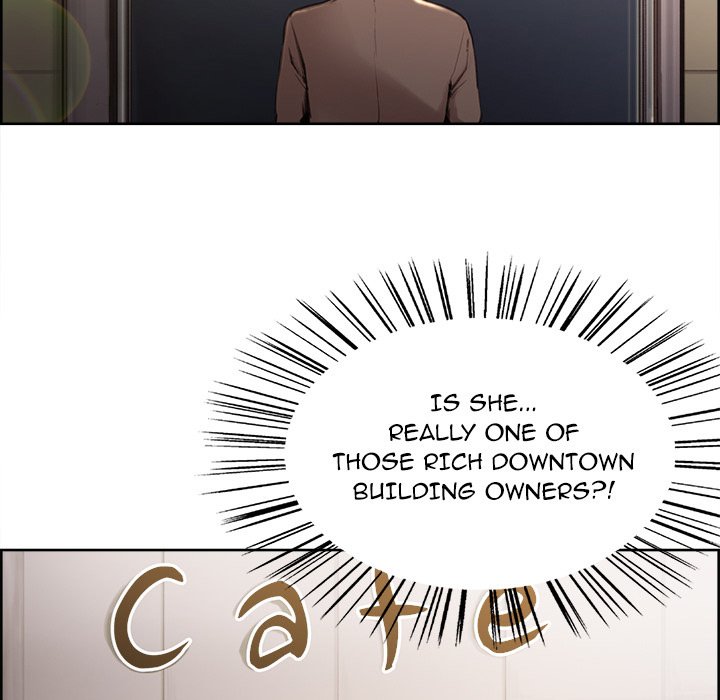 IS SHE...
REALLY ONE OF
THOSE RICH DOWNTOWN
BUILDING OWNERS?!
Cafe